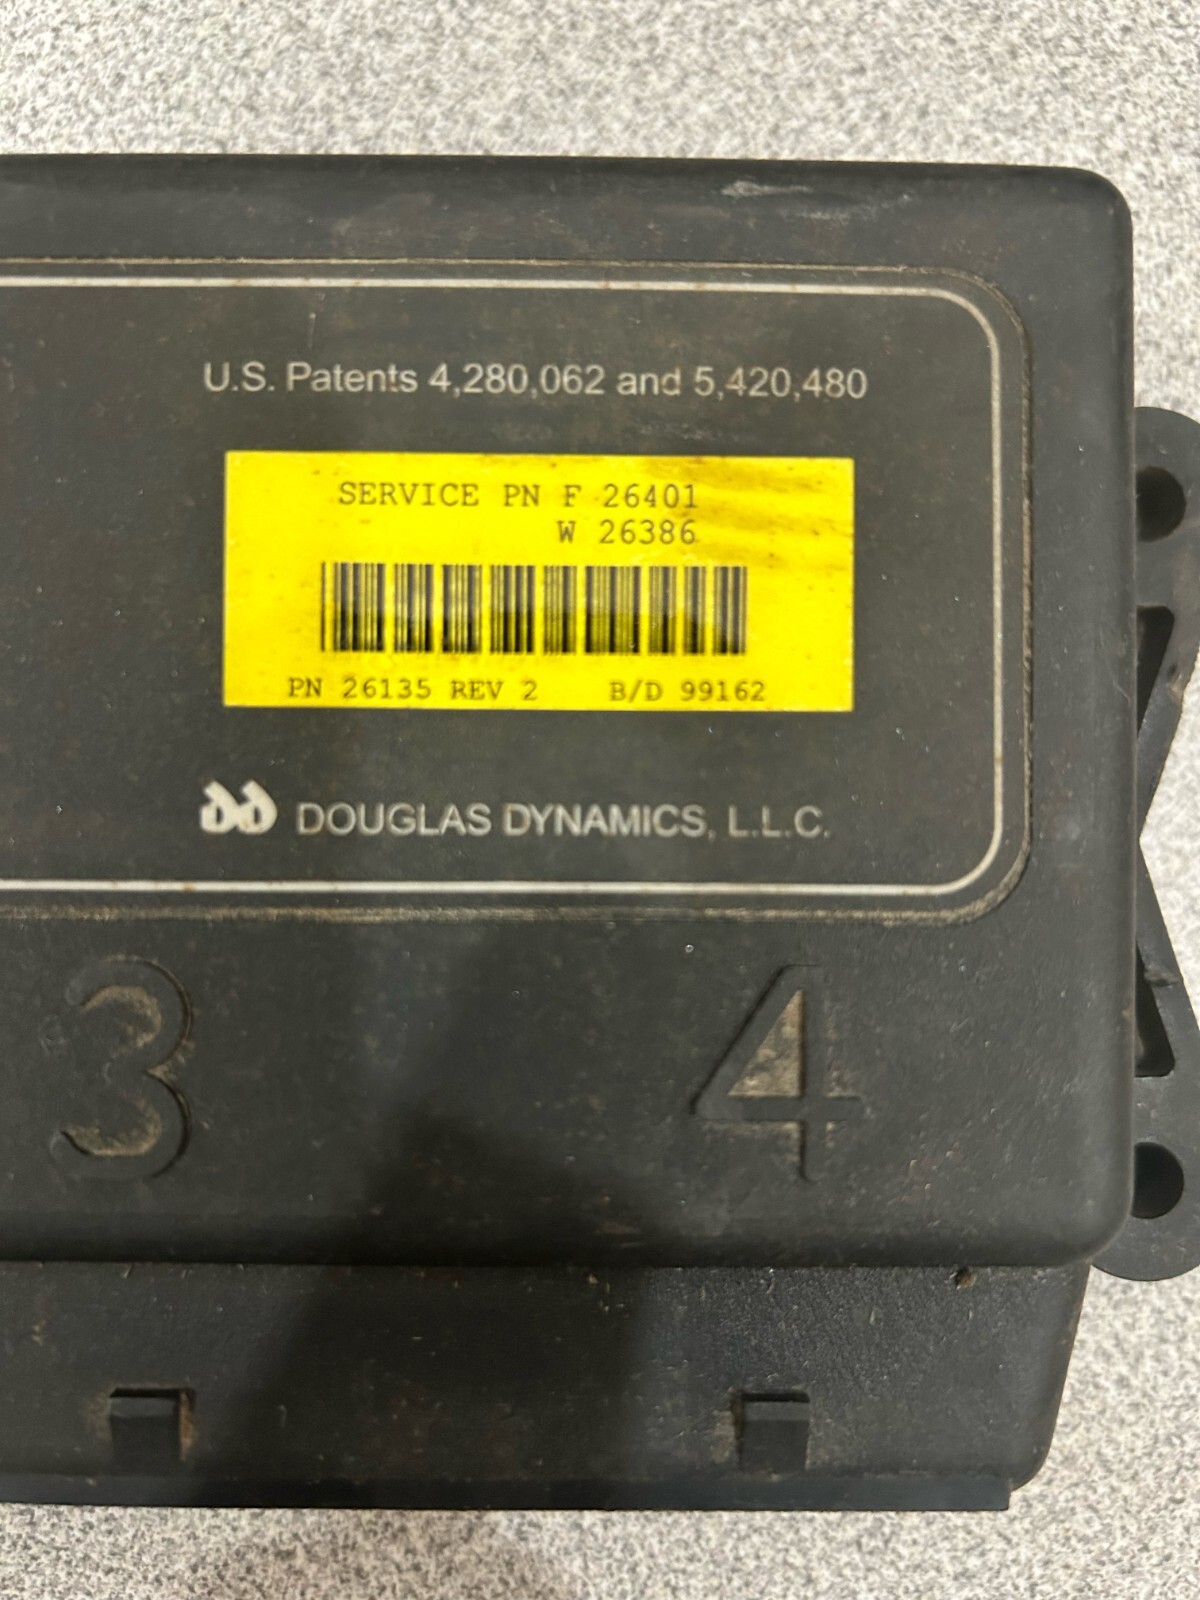 U.S. Patents 4,280,062 and 5,420,480
SERVICE PN F 26401
W 26386
PN 26135 REV 2 B/D 99162
DOUGLAS DYNAMICS, L.L.C.
3 4